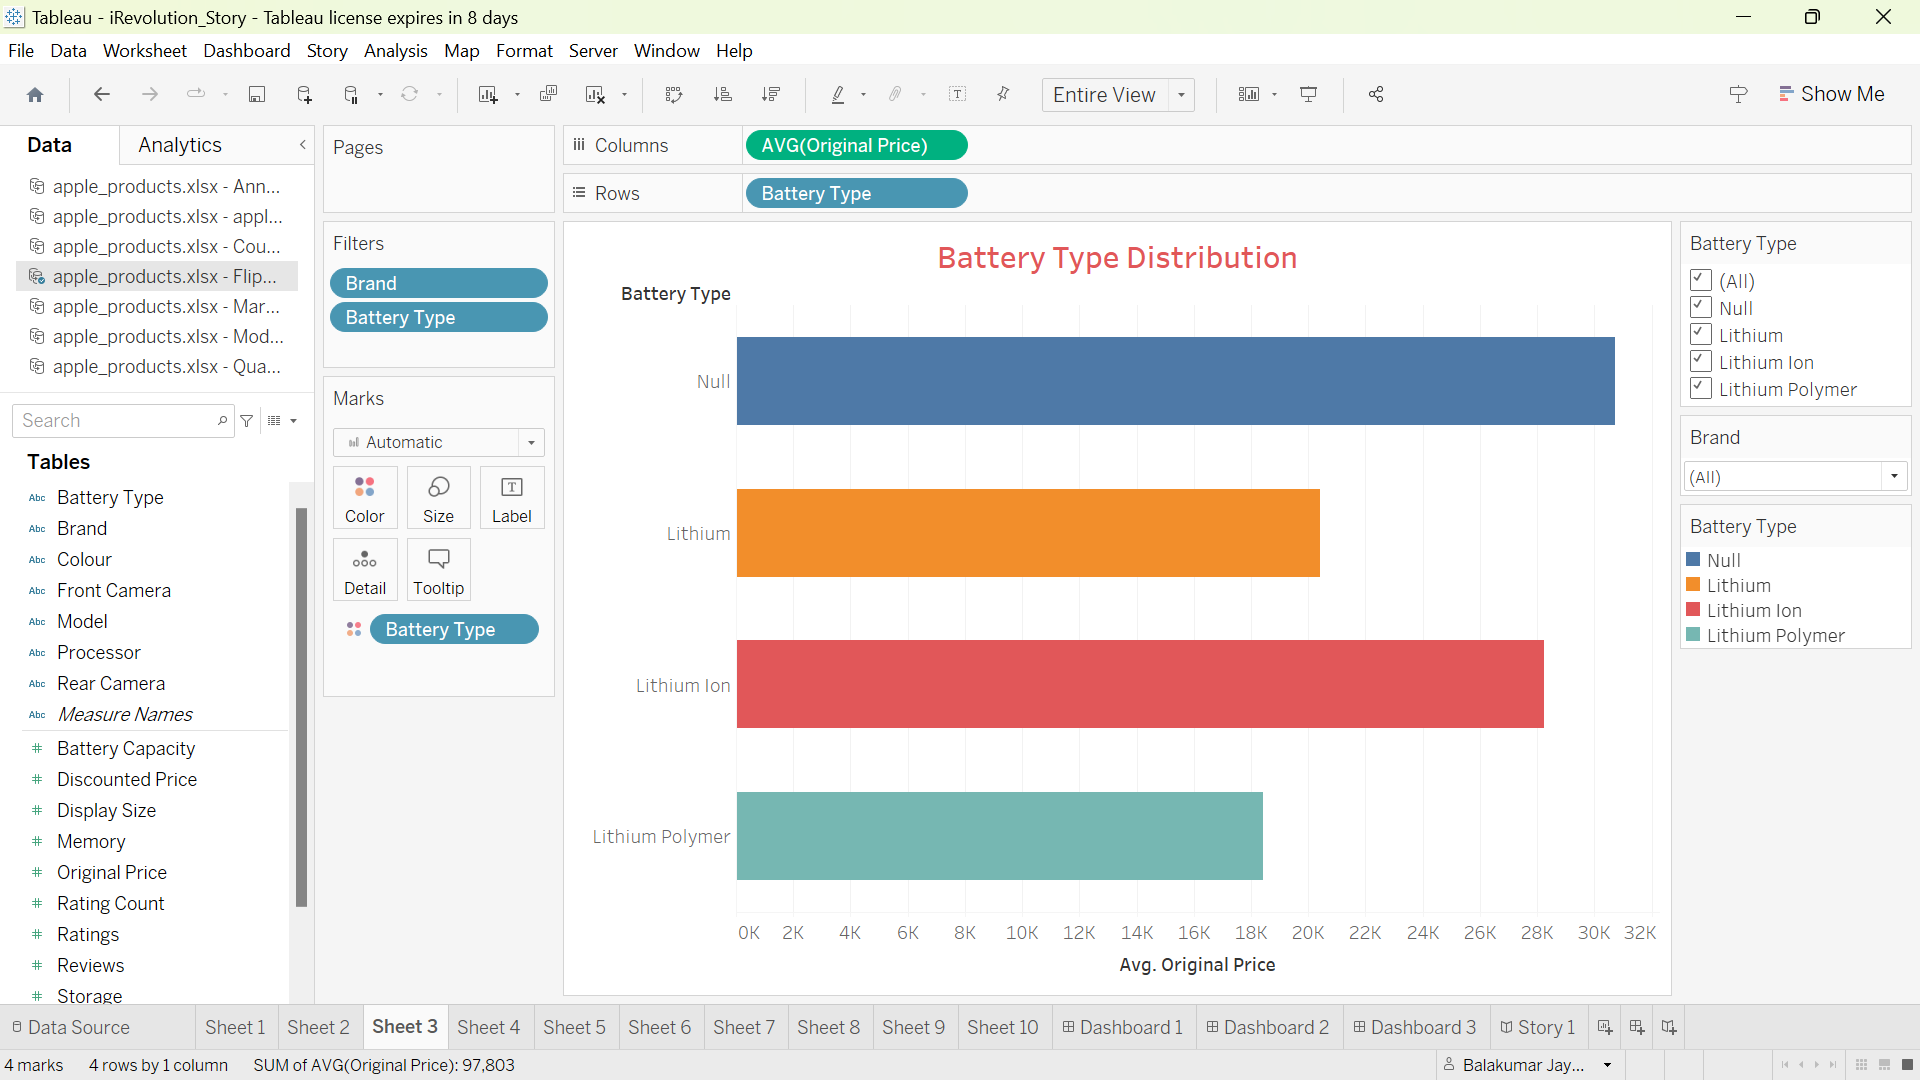 Tableau - iRevolution_Story - Tableau license expires in 8 days
File Data Worksheet Dashboard Story Analysis Map Format Server Window Help
Entire View
Show Me
Data Analytics
apple_products.xlsx - Ann...
apple_products.xlsx - appl...
apple_products.xlsx - Cou...
apple_products.xlsx - Flip...
apple_products.xlsx - Mar...
apple_products.xlsx - Mod...
apple_products.xlsx - Qua...
Search
Tables
Abc Battery Type
Abc Brand
Abc Colour
Abc Front Camera
Abc Model
Abc Processor
Abc Rear Camera
Abc Measure Names
# Battery Capacity
# Discounted Price
# Display Size
# Memory
# Original Price
# Rating Count
# Ratings
# Reviews
# Storage
Pages
Filters
Brand
Battery Type
Marks
Automatic
Color Size Label
Detail Tooltip
Battery Type
Columns AVG(Original Price)
Rows Battery Type
Battery Type Distribution
Battery Type
Null
Lithium
Lithium Ion
Lithium Polymer
0K 2K 4K 6K 8K 10K 12K 14K 16K 18K 20K 22K 24K 26K 28K 30K 32K
Avg. Original Price
Battery Type
(All)
Null
Lithium
Lithium Ion
Lithium Polymer
Brand
(All)
Battery Type
Null
Lithium
Lithium Ion
Lithium Polymer
Data Source Sheet 1 Sheet 2 Sheet 3 Sheet 4 Sheet 5 Sheet 6 Sheet 7 Sheet 8 Sheet 9 Sheet 10 Dashboard 1 Dashboard 2 Dashboard 3 Story 1
4 marks 4 rows by 1 column SUM of AVG(Original Price): 97,803 Balakumar Jay...